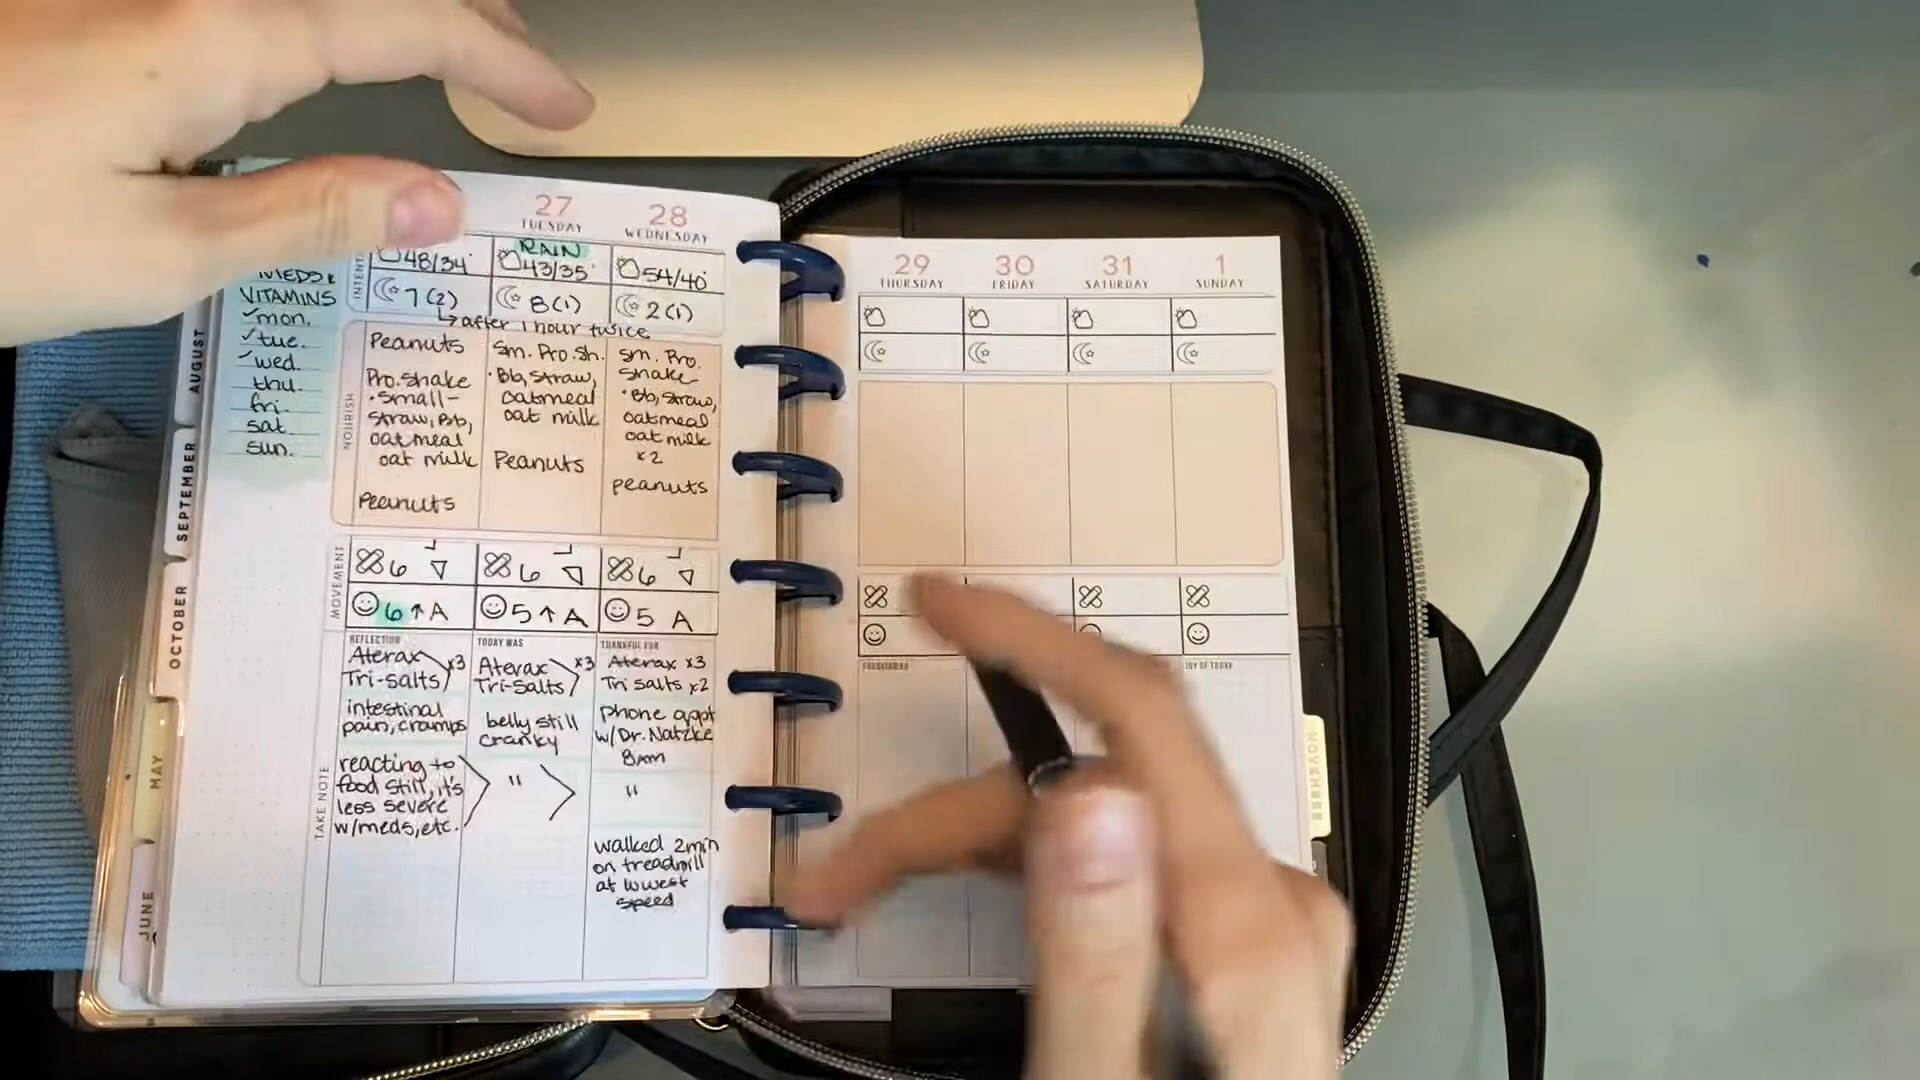 27
TUESDAY
28
WEDNESDAY
MEDS &
VITAMINS
✓mon.
✓tue.
✓wed.
thu.
fri.
sat.
sun.
48/34°
RAIN
43/35°
54/40°
7 (2)
8 (1)
2 (1)
↳ after 1 hour twice
NOURISH
Peanuts
Pro. Shake
• Small -
Straw, Bb,
oatmeal
oat milk
Peanuts
Sm. Pro. Sh.
• Bb, Straw,
oatmeal
oat milk
Peanuts
Sm. Pro.
Shake
• Bb, Straw,
oatmeal
oat milk
x2
peanuts
MOVEMENT
6
6
6
6 ↑ A
5 ↑ A
5 A
TAKE NOTE
REFLECTION
Aterax
Tri-Salts
x3
intestinal
pain, cramps
reacting to
food still, it's
less severe
w/meds, etc.
TODAY WAS
Aterax
Tri-Salts
x3
belly still
cranky
"
THANKFUL FOR
Aterax x3
Tri salts x2
phone appt
w/Dr. Natzke
8am
"
walked 2min
on treadmill
at lowest
speed
29
THURSDAY
30
FRIDAY
31
SATURDAY
1
SUNDAY
JOY OF TODAY
AUGUST
SEPTEMBER
OCTOBER
MAY
JUNE
NOVEMBER